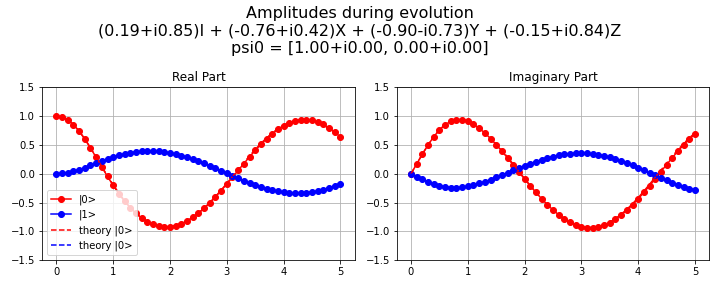 Amplitudes during evolution
(0.19+i0.85)I + (-0.76+i0.42)X + (-0.90-i0.73)Y + (-0.15+i0.84)Z
psi0 = [1.00+i0.00, 0.00+i0.00]
Real Part
1.5
1.0
0.5
0.0
−0.5
−1.0
−1.5
|0>
|1>
theory |0>
theory |0>
0 1 2 3 4 5
Imaginary Part
1.5
1.0
0.5
0.0
−0.5
−1.0
−1.5
0 1 2 3 4 5